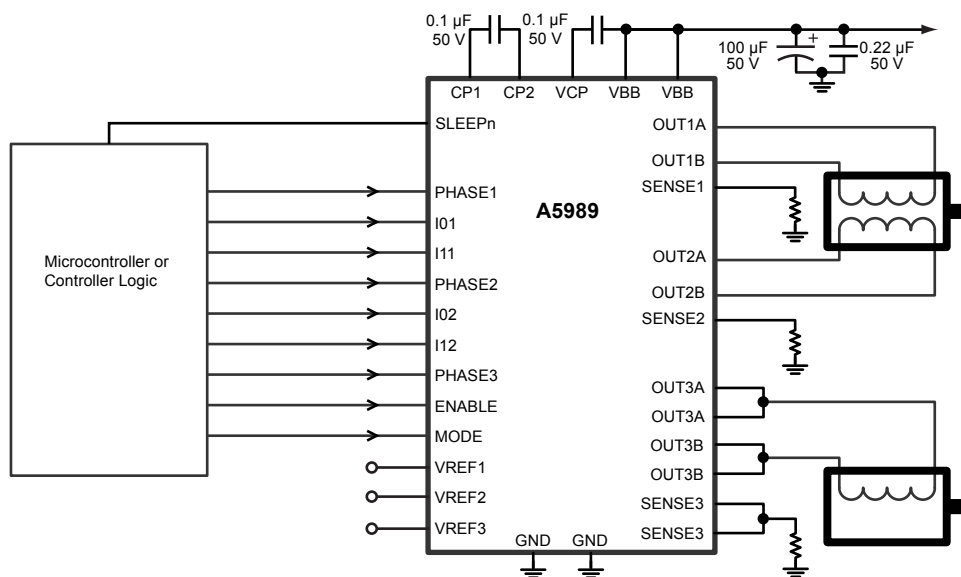 0.1 µF
50 V
0.1 µF
50 V
100 µF
50 V
+
0.22 µF
50 V
CP1
CP2
VCP
VBB
VBB
SLEEPn
PHASE1
I01
I11
PHASE2
I02
I12
PHASE3
ENABLE
MODE
VREF1
VREF2
VREF3
Microcontroller or
Controller Logic
A5989
OUT1A
OUT1B
SENSE1
OUT2A
OUT2B
SENSE2
OUT3A
OUT3A
OUT3B
OUT3B
SENSE3
SENSE3
GND
GND